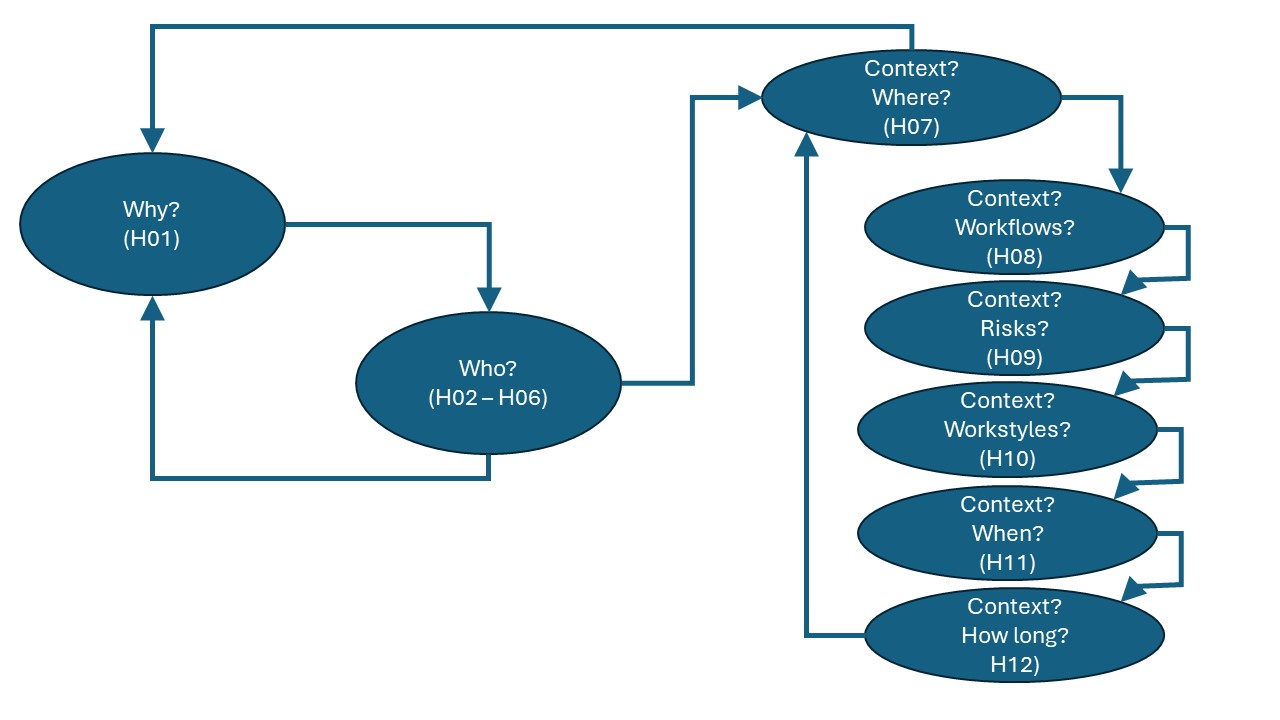 Context?
Where?
(H07)
Why?
(H01)
Context?
Workflows?
(H08)
Context?
Risks?
(H09)
Who?
(H02 – H06)
Context?
Workstyles?
(H10)
Context?
When?
(H11)
Context?
How long?
H12)